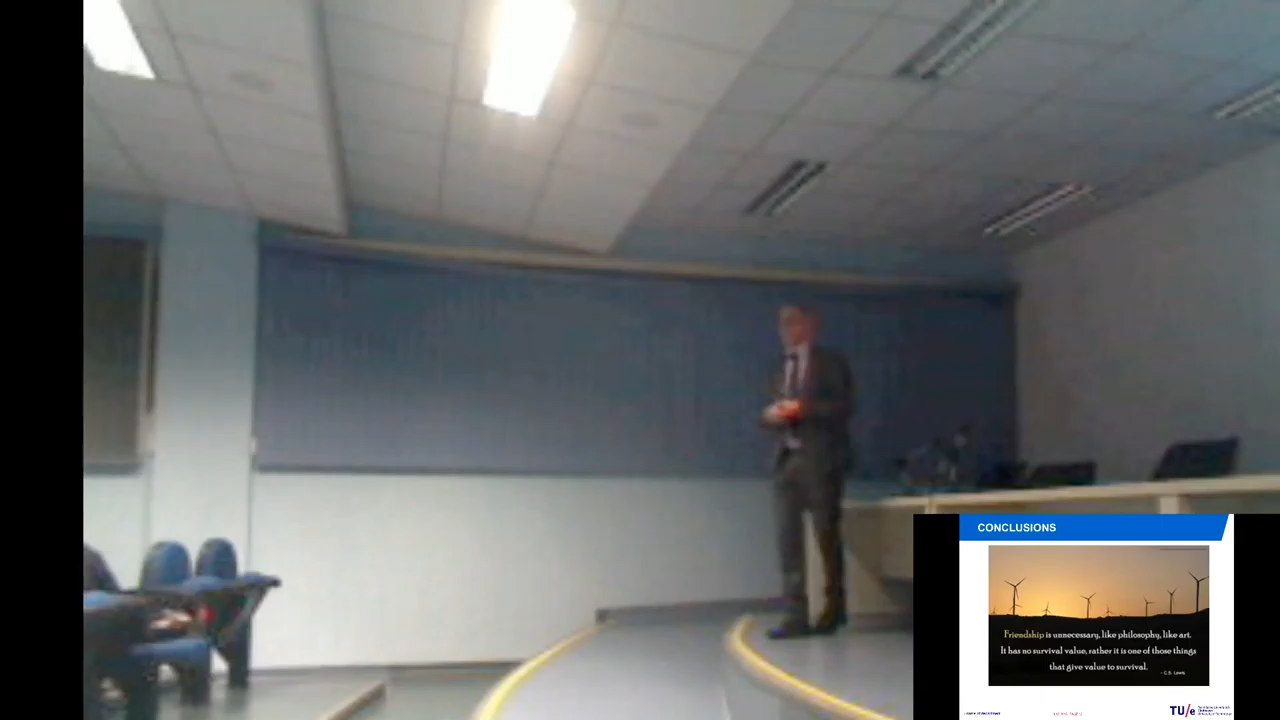 CONCLUSIONS
Friendship is unnecessary, like philosophy, like art.
It has no survival value, rather it is one of those things
that give value to survival.
- C.S. Lewis
TU/e